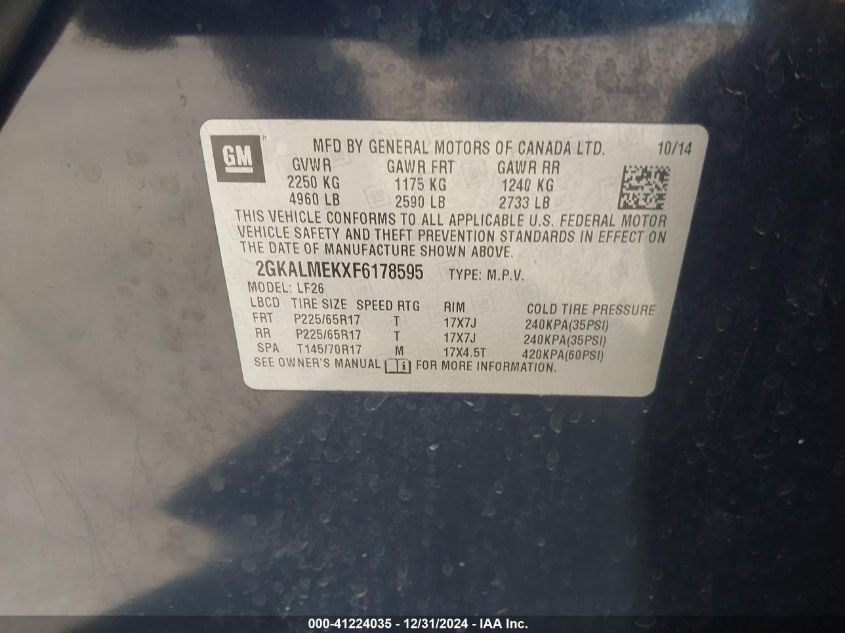 GM
MFD BY GENERAL MOTORS OF CANADA LTD. 10/14
GVWR GAWR FRT GAWR RR
2250 KG 1175 KG 1240 KG
4960 LB 2590 LB 2733 LB
THIS VEHICLE CONFORMS TO ALL APPLICABLE U.S. FEDERAL MOTOR
VEHICLE SAFETY AND THEFT PREVENTION STANDARDS IN EFFECT ON
THE DATE OF MANUFACTURE SHOWN ABOVE.
2GKALMEKXF6178595 TYPE: M.P.V.
MODEL: LF26
LBCD TIRE SIZE SPEED RTG RIM COLD TIRE PRESSURE
FRT P225/65R17 T 17X7J 240KPA(35PSI)
RR P225/65R17 T 17X7J 240KPA(35PSI)
SPA T145/70R17 M 17X4.5T 420KPA(60PSI)
SEE OWNER'S MANUAL FOR MORE INFORMATION.
000-41224035 - 12/31/2024 - IAA Inc.